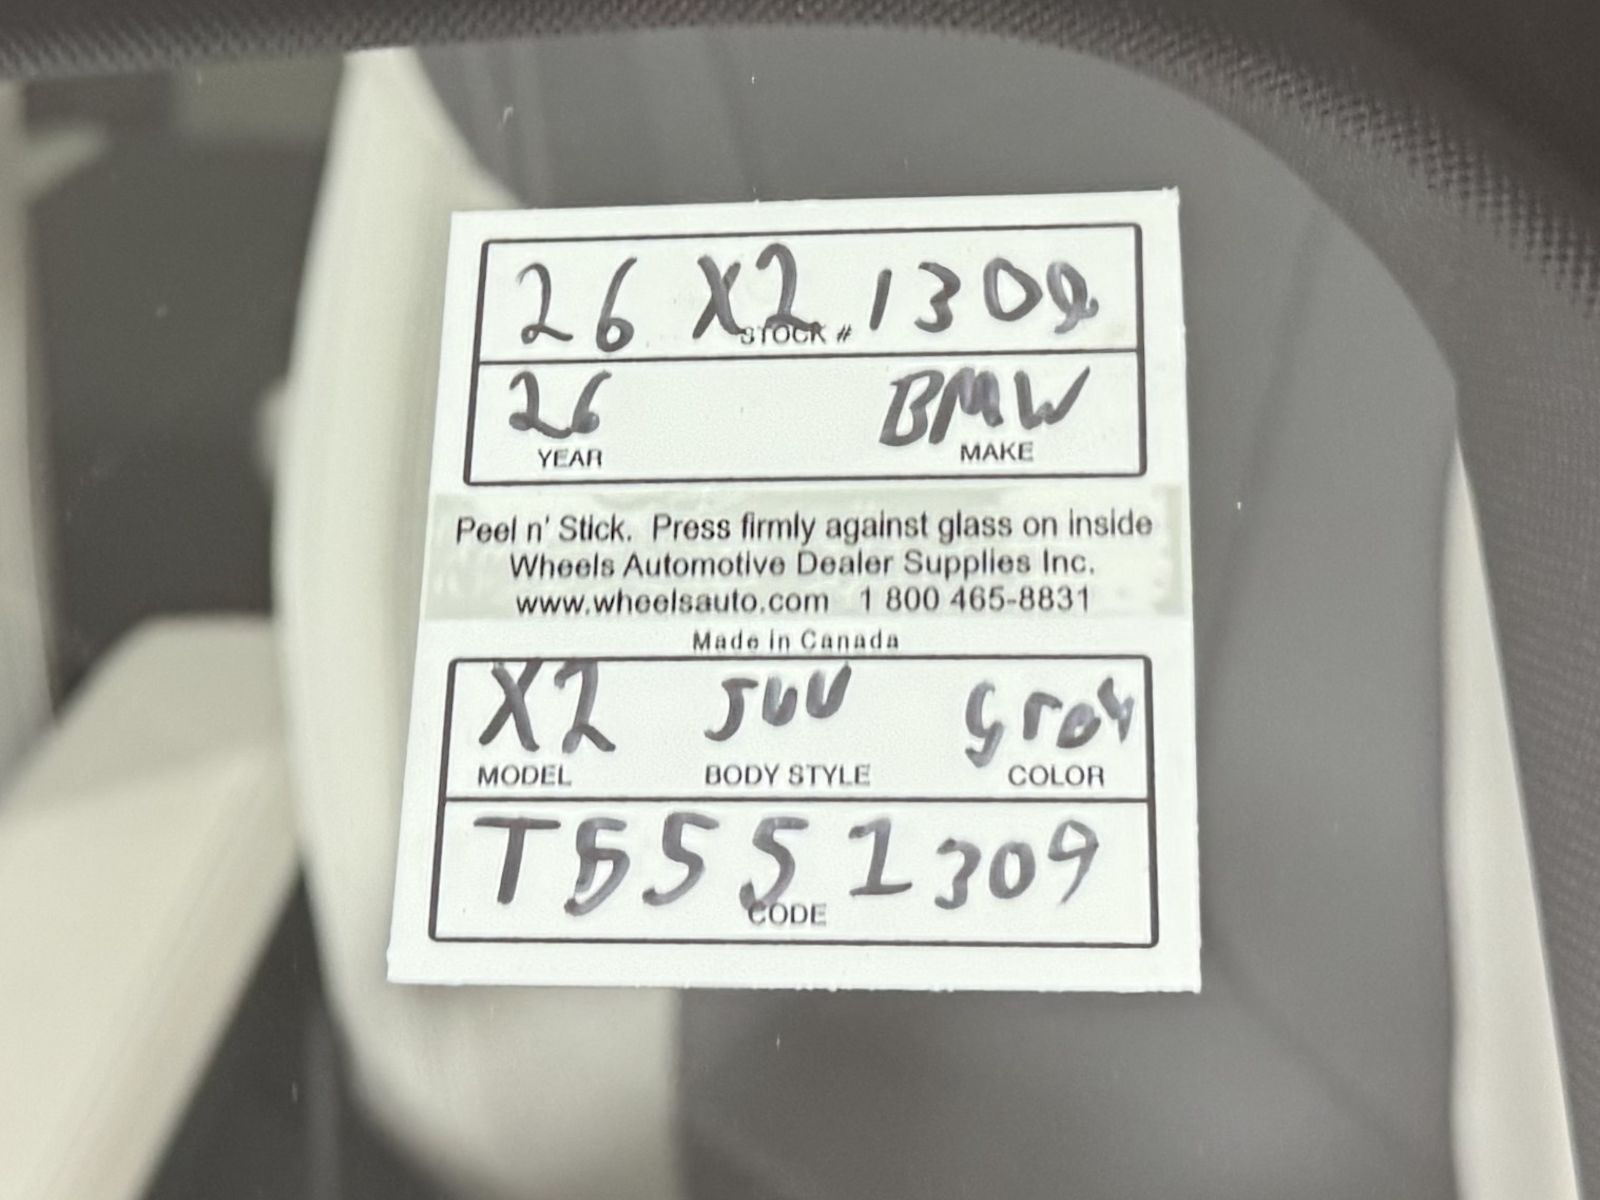 26 X2 1309
STOCK #
26 BMW
YEAR MAKE
Peel n' Stick. Press firmly against glass on inside
Wheels Automotive Dealer Supplies Inc.
www.wheelsauto.com 1 800 465-8831
Made in Canada
X2 SUV Grey
MODEL BODY STYLE COLOR
T5551309
CODE